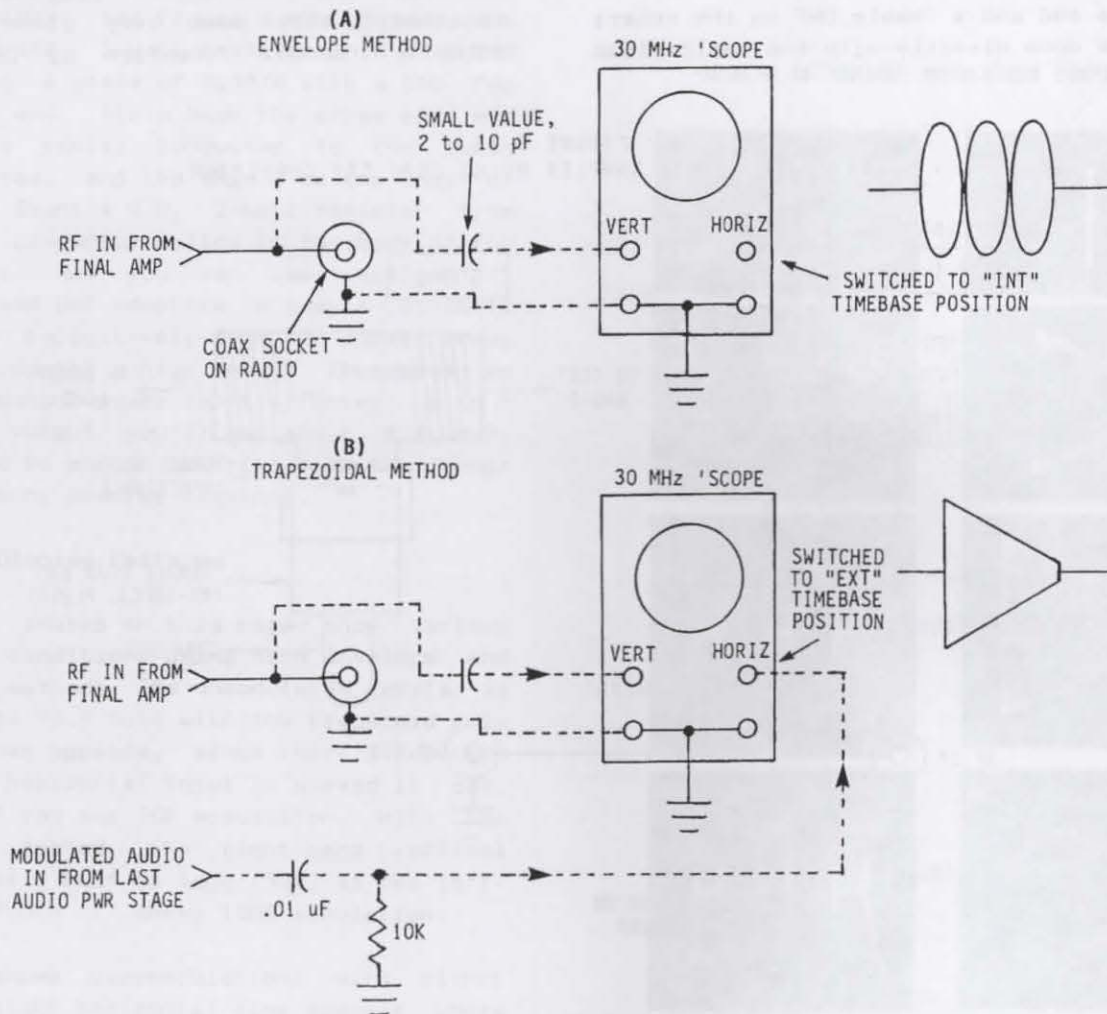 (A)
ENVELOPE METHOD
30 MHz 'SCOPE
SMALL VALUE,
2 to 10 pF
VERT
HORIZ
RF IN FROM
FINAL AMP
SWITCHED TO "INT"
TIMEBASE POSITION
COAX SOCKET
ON RADIO
(B)
TRAPEZOIDAL METHOD
30 MHz 'SCOPE
SWITCHED
TO "EXT"
TIMEBASE
POSITION
VERT
HORIZ
RF IN FROM
FINAL AMP
MODULATED AUDIO
IN FROM LAST
AUDIO PWR STAGE
.01 uF
10K